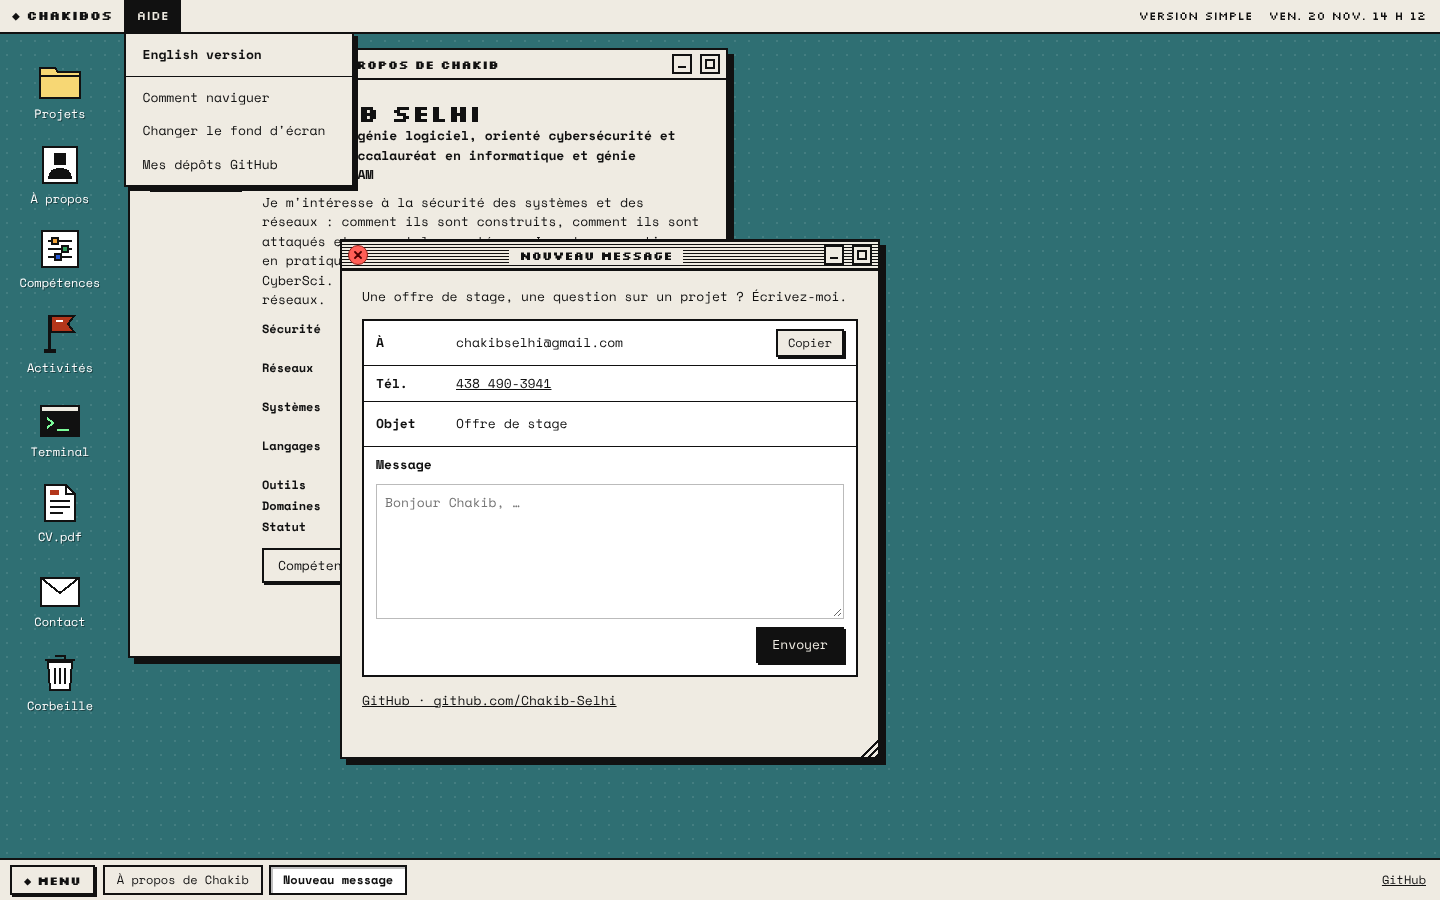 ◆ CHAKIBOS
AIDE
VERSION SIMPLE
VEN. 20 NOV. 14 H 12
English version
Comment naviguer
Changer le fond d'écran
Mes dépôts GitHub
Projets
À propos
Compétences
Activités
Terminal
CV.pdf
Contact
Corbeille
ROPOS DE CHAKIB
B SELHI
génie logiciel, orienté cybersécurité et
ccalauréat en informatique et génie
AM
Je m'intéresse à la sécurité des systèmes et des
réseaux : comment ils sont construits, comment ils sont
attaqués
en pratiqu
CyberSci.
réseaux.
Sécurité
Réseaux
Systèmes
Langages
Outils
Domaines
Statut
Compéten
NOUVEAU MESSAGE
Une offre de stage, une question sur un projet ? Écrivez-moi.
À
chakibselhi@gmail.com
Copier
Tél.
438 490-3941
Objet
Offre de stage
Message
Bonjour Chakib, …
Envoyer
GitHub · github.com/Chakib-Selhi
◆ MENU
À propos de Chakib
Nouveau message
GitHub